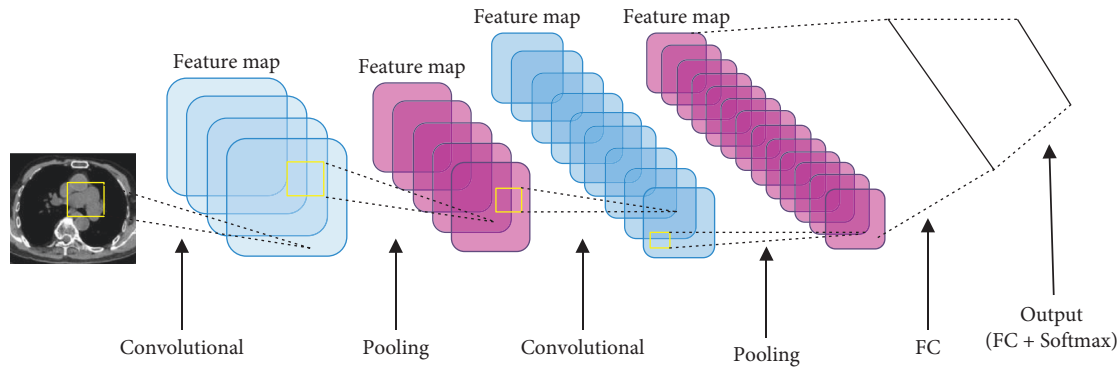 Feature map
Feature map
Feature map
Feature map
Convolutional
Pooling
Convolutional
Pooling
FC
Output
(FC + Softmax)